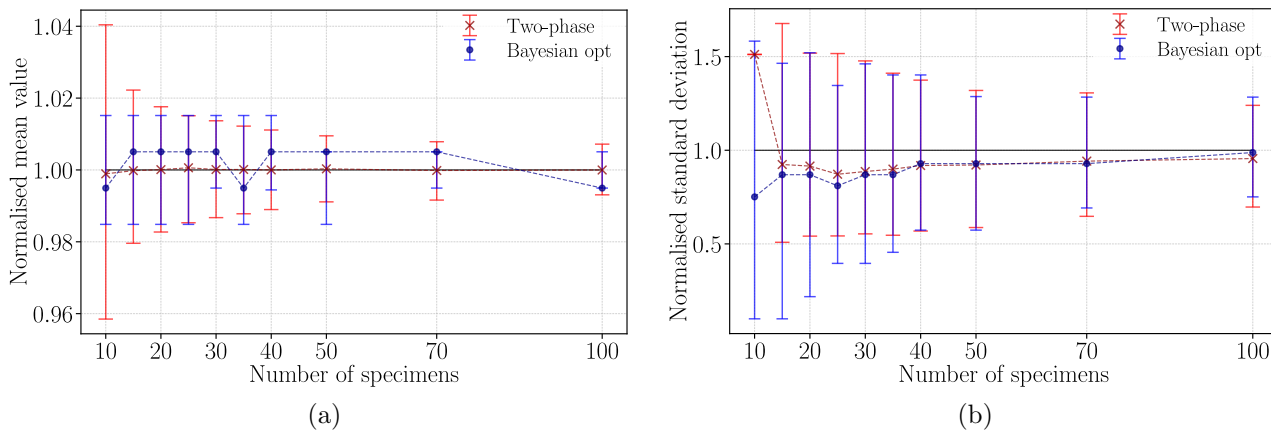 1.04
1.02
1.00
0.98
0.96
Normalised mean value
Two-phase
Bayesian opt
10
20
30
40
50
70
100
Number of specimens
(a)
1.5
1.0
0.5
Normalised standard deviation
Two-phase
Bayesian opt
10
20
30
40
50
70
100
Number of specimens
(b)